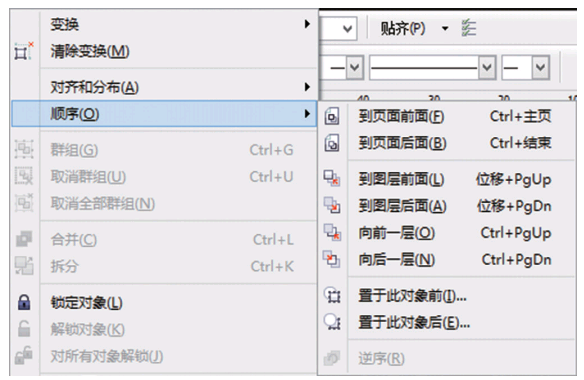 变换
清除变换(M)
对齐和分布(A)
顺序(O)
群组(G) Ctrl+G
取消群组(U) Ctrl+U
取消全部群组(N)
合并(C) Ctrl+L
拆分 Ctrl+K
锁定对象(L)
解锁对象(K)
对所有对象解锁(J)
贴齐(P)
到页面前面(F) Ctrl+主页
到页面后面(B) Ctrl+结束
到图层前面(L) 位移+PgUp
到图层后面(A) 位移+PgDn
向前一层(O) Ctrl+PgUp
向后一层(N) Ctrl+PgDn
置于此对象前(I)...
置于此对象后(E)...
逆序(R)